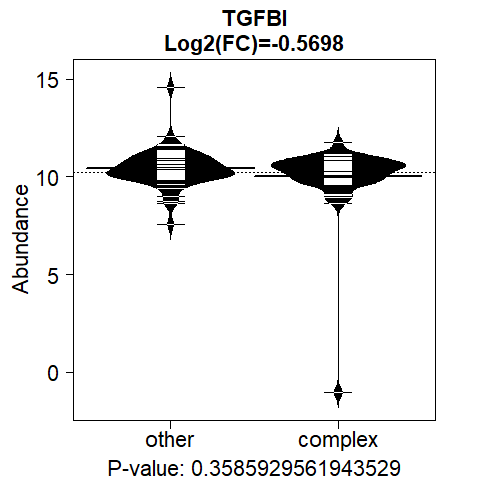 TGFBI
Log2(FC)=-0.5698
15
10
5
0
Abundance
other complex
P-value: 0.3585929561943529